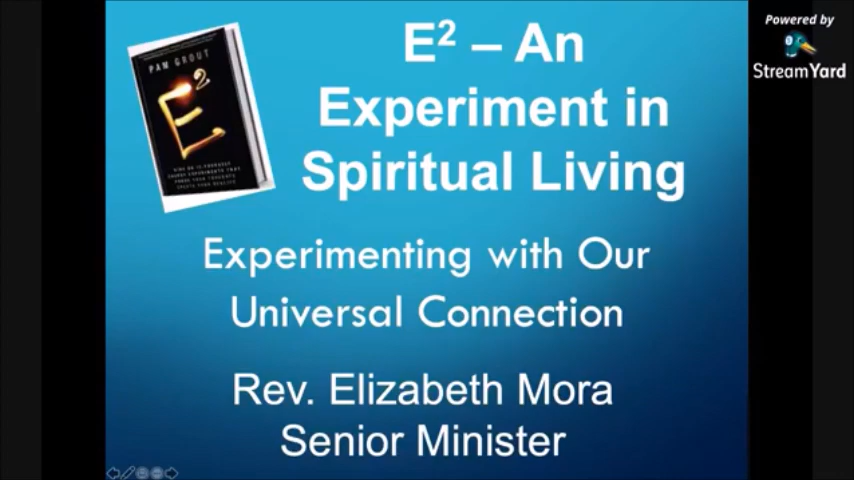 Powered by
StreamYard
PAM GROUT
E²
E² – An
Experiment in
Spiritual Living
Experimenting with Our
Universal Connection
Rev. Elizabeth Mora
Senior Minister